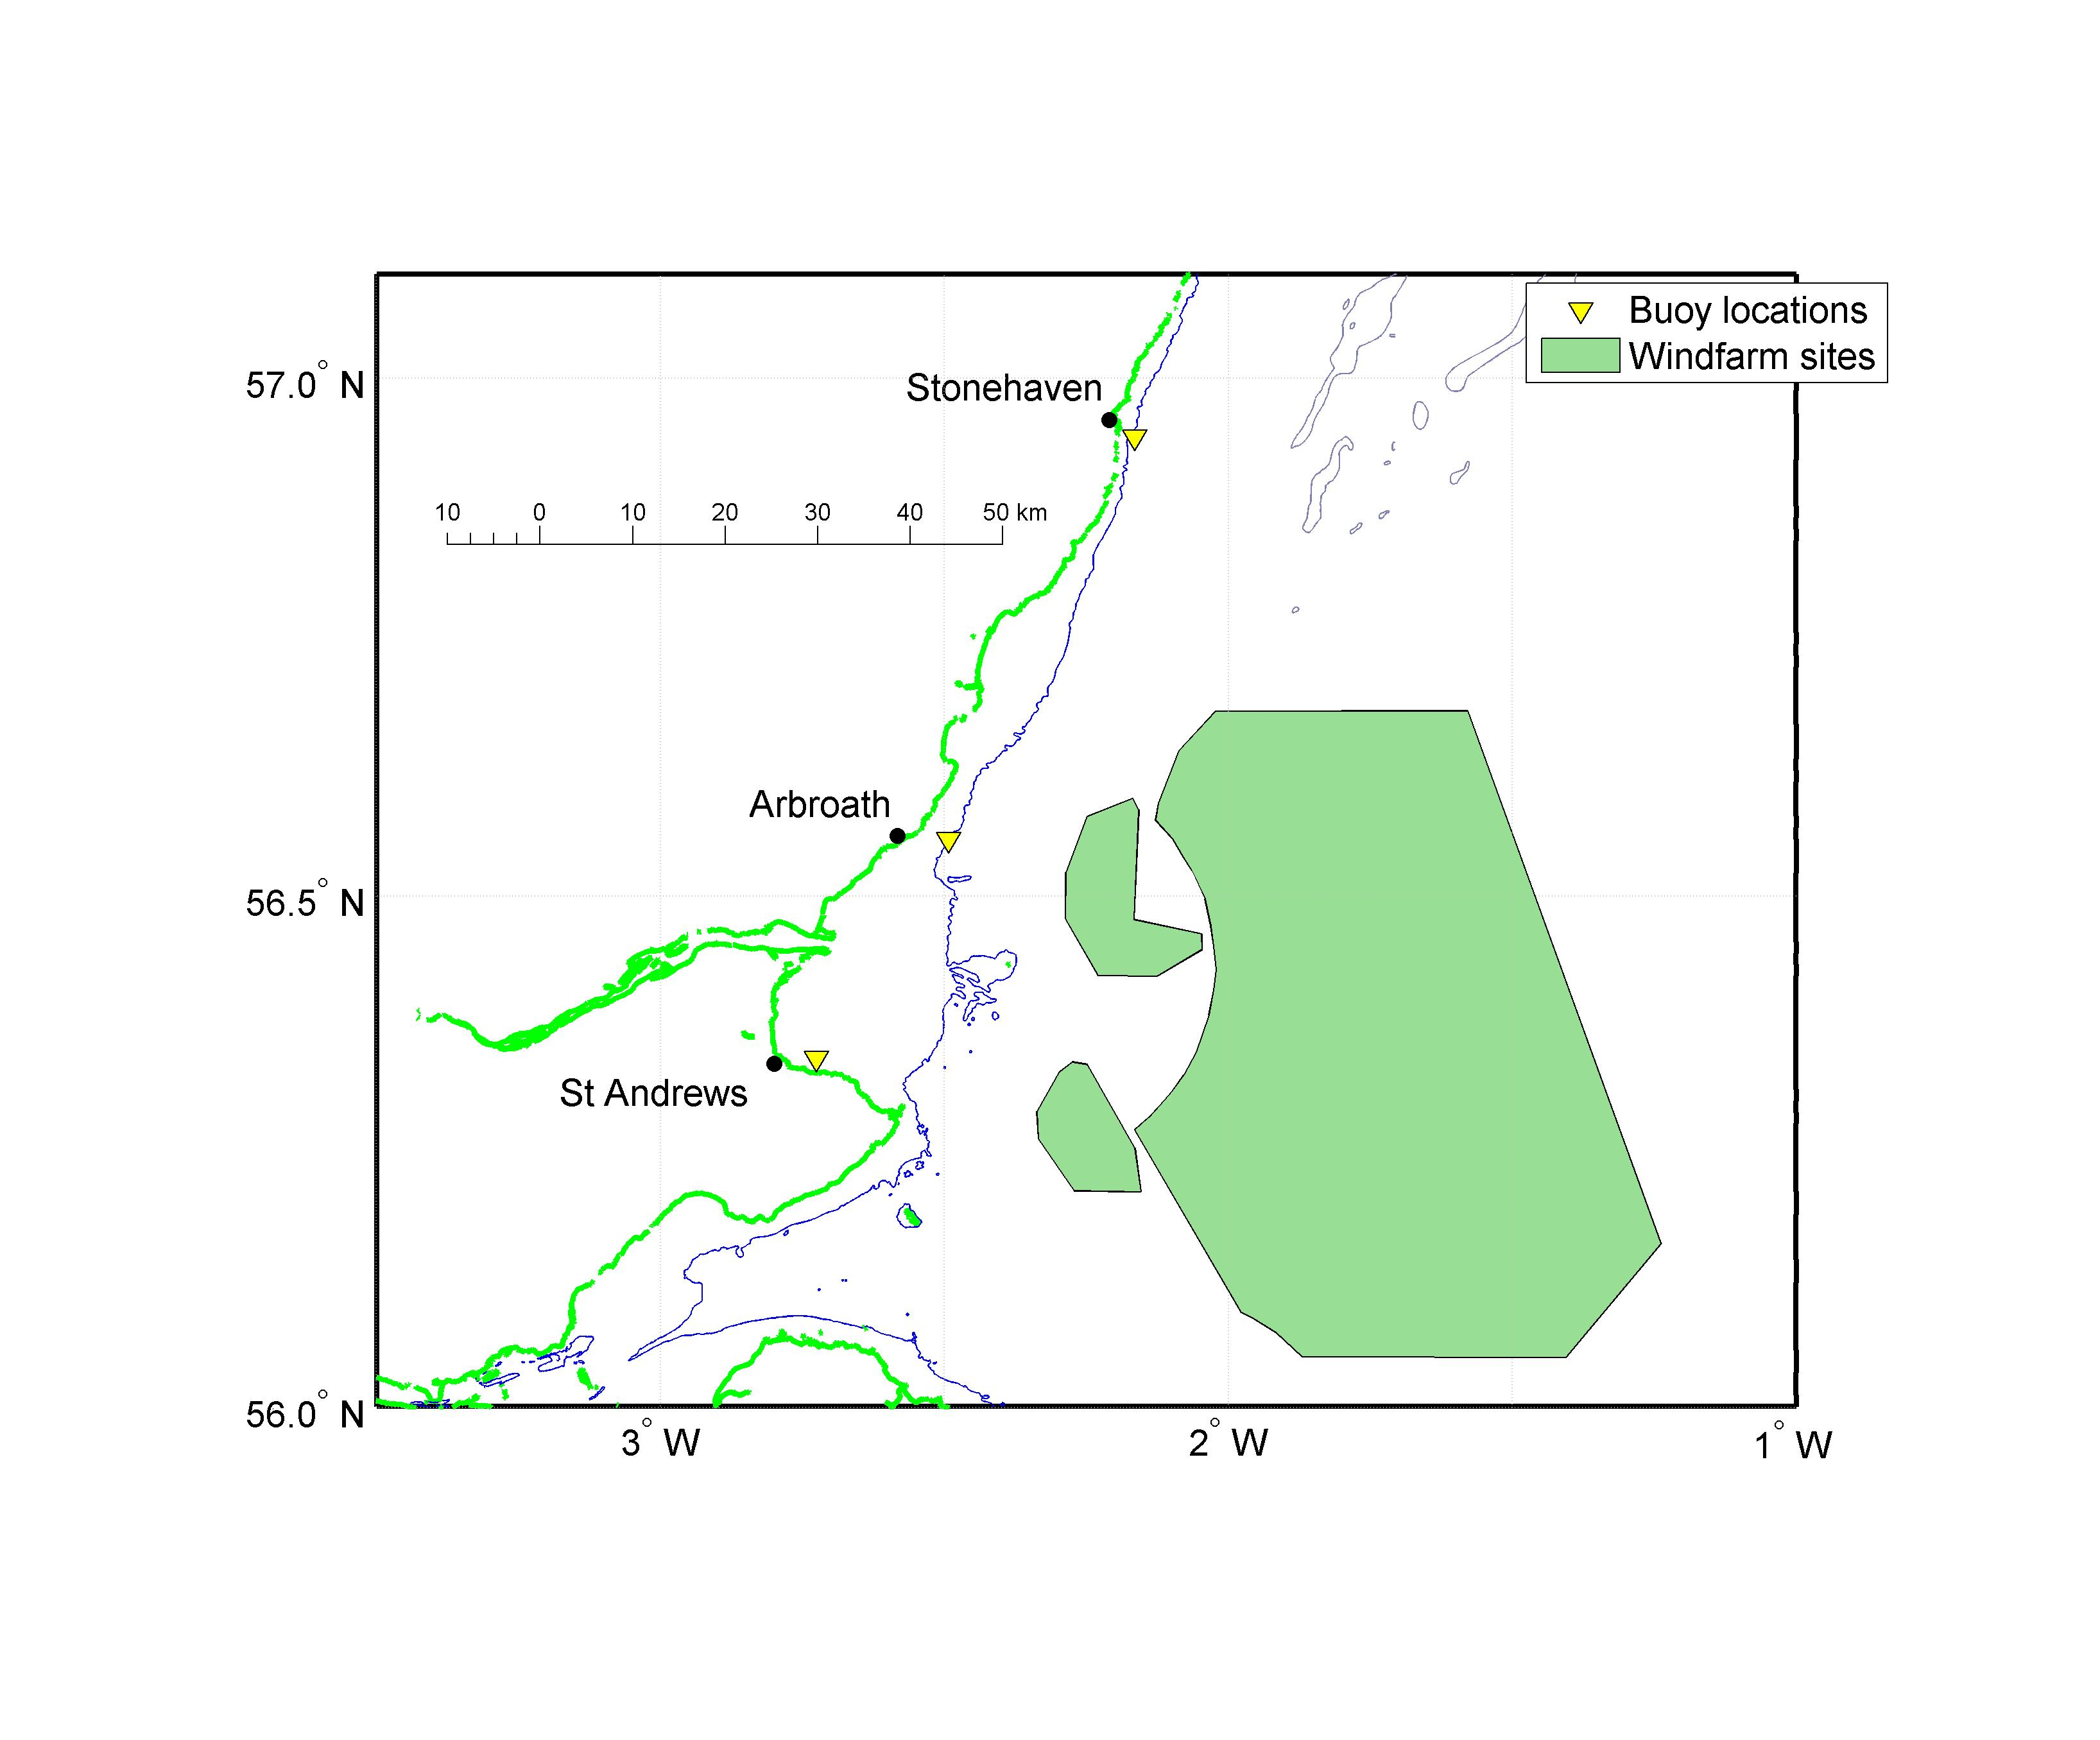 Buoy locations
Windfarm sites
57.0° N
Stonehaven
10 0 10 20 30 40 50 km
Arbroath
56.5° N
St Andrews
56.0° N
3° W 2° W 1° W